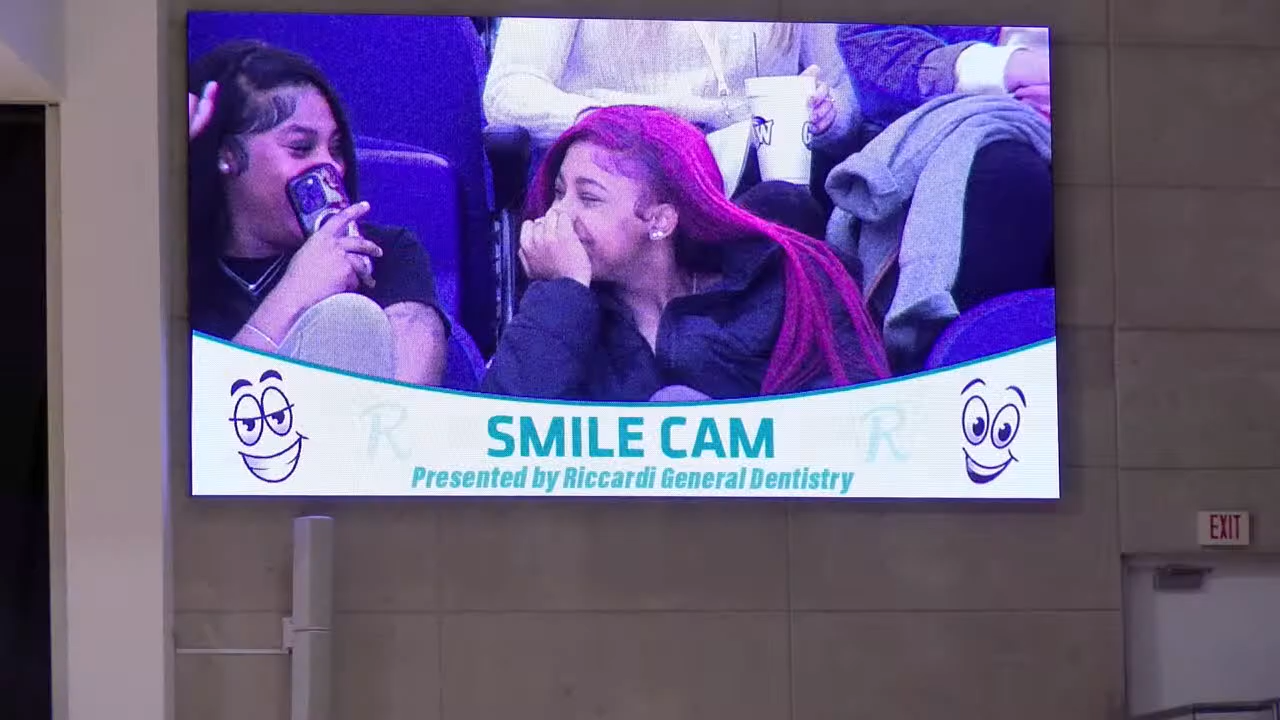 W G
R
SMILE CAM
R
Presented by Riccardi General Dentistry
EXIT